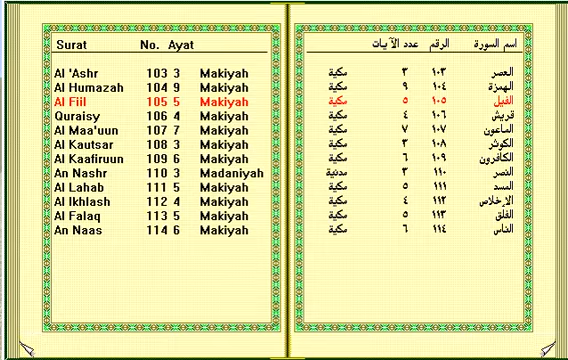 Surat No. Ayat
Al 'Ashr 103 3 Makiyah
Al Humazah 104 9 Makiyah
Al Fiil 105 5 Makiyah
Quraisy 106 4 Makiyah
Al Maa'uun 107 7 Makiyah
Al Kautsar 108 3 Makiyah
Al Kaafiruun 109 6 Makiyah
An Nashr 110 3 Madaniyah
Al Lahab 111 5 Makiyah
Al Ikhlash 112 4 Makiyah
Al Falaq 113 5 Makiyah
An Naas 114 6 Makiyah
اسم السورة الرقم عدد الآيات
العصر ١٠٣ ٣ مكية
الهمزة ١٠٤ ٩ مكية
الفيل ١٠٥ ٥ مكية
قريش ١٠٦ ٤ مكية
الماعون ١٠٧ ٧ مكية
الكوثر ١٠٨ ٣ مكية
الكافرون ١٠٩ ٦ مكية
النصر ١١٠ ٣ مدنية
المسد ١١١ ٥ مكية
الإخلاص ١١٢ ٤ مكية
الفلق ١١٣ ٥ مكية
الناس ١١٤ ٦ مكية